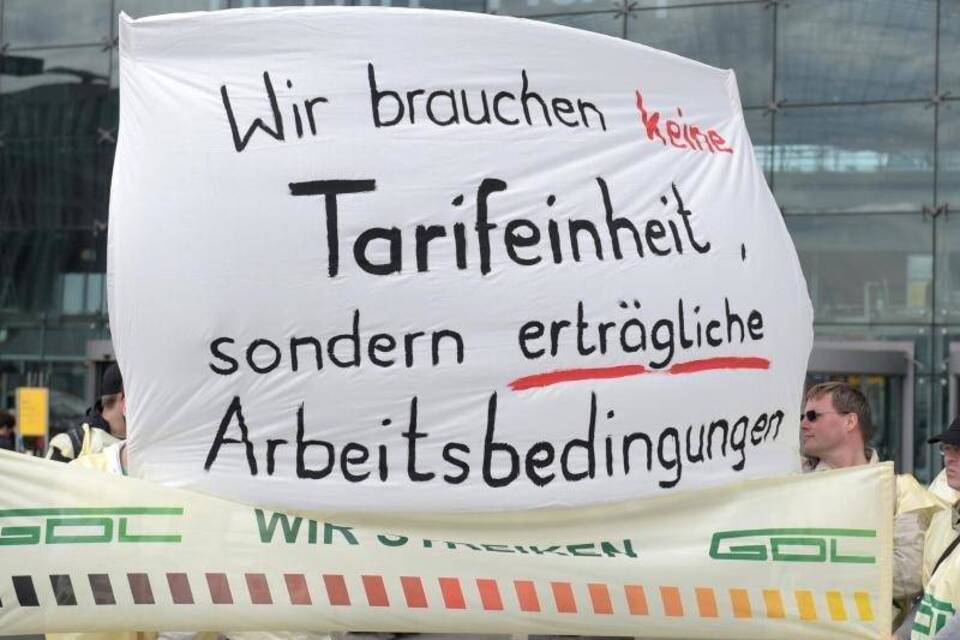 Wir brauchen keine
Tarifeinheit,
sondern erträgliche
Arbeitsbedingungen
GDL WIR STREIKEN GDL